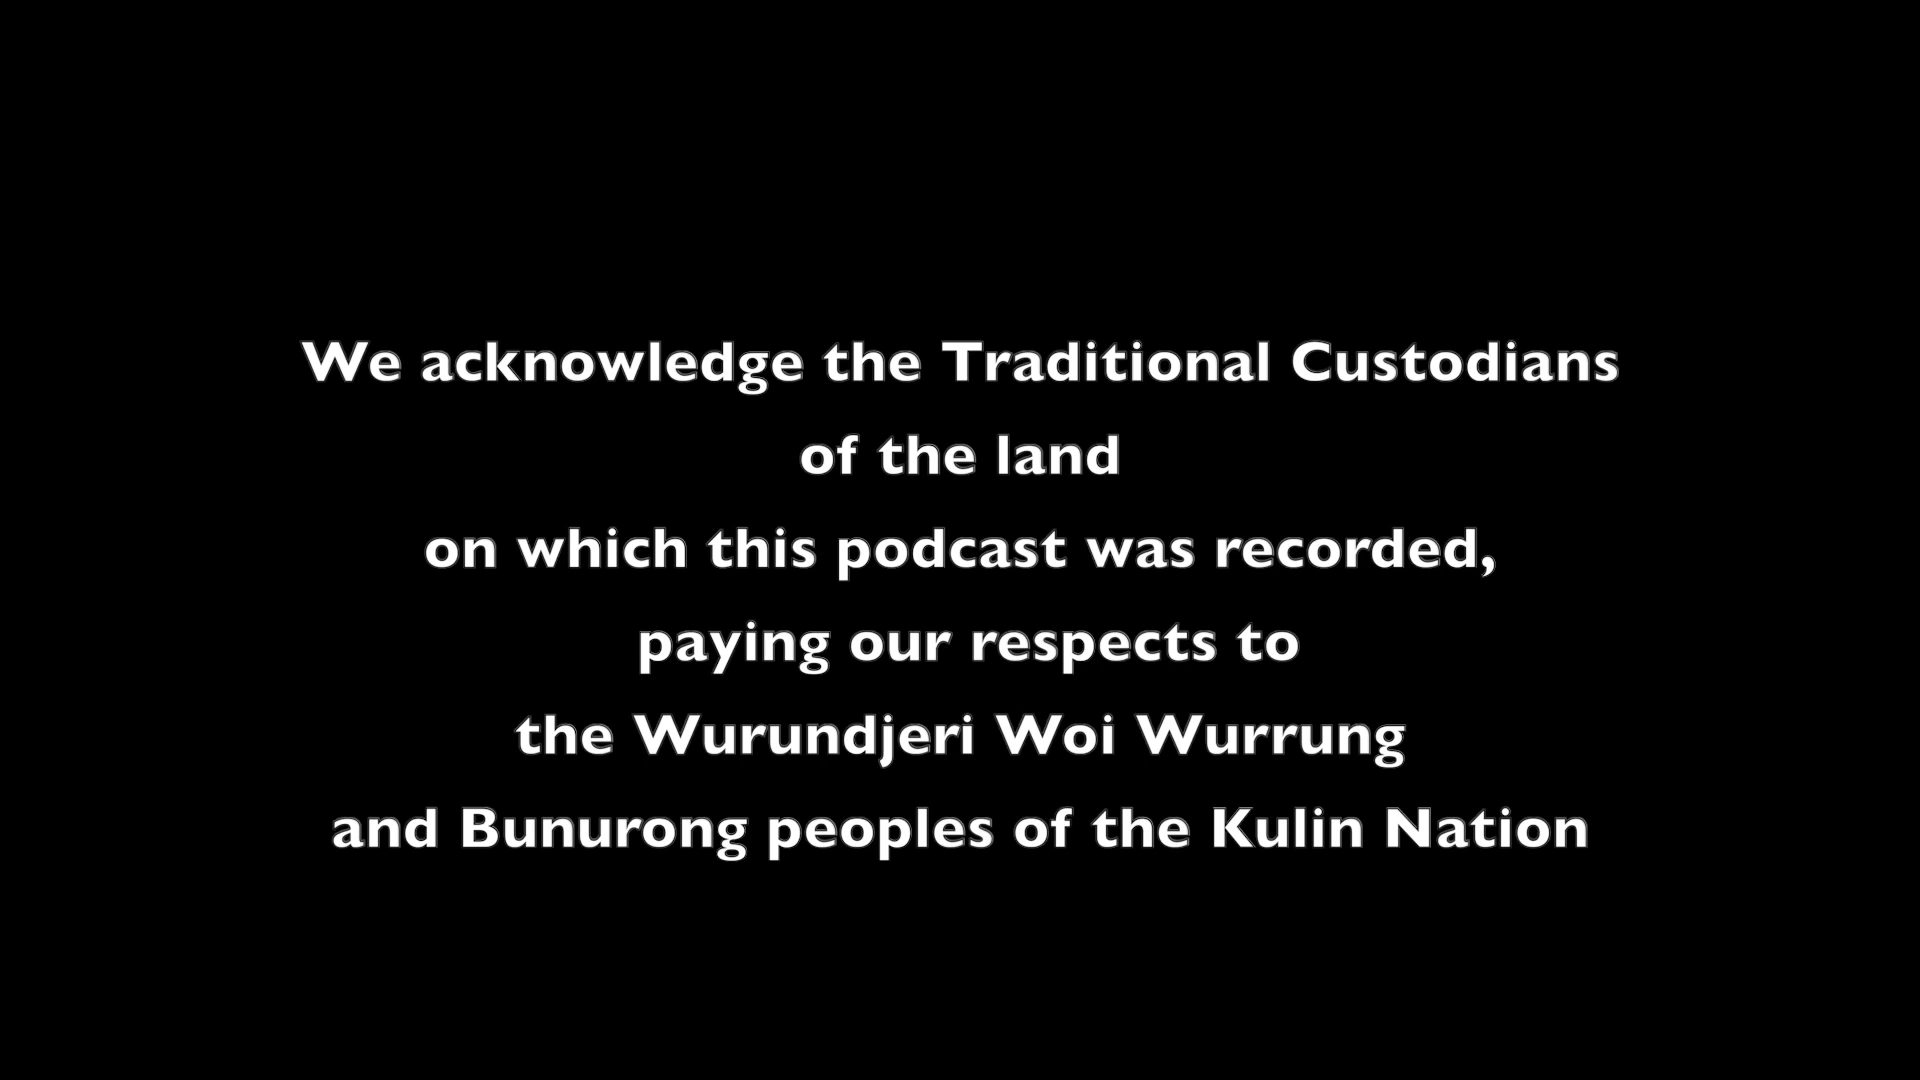 We acknowledge the Traditional Custodians
of the land
on which this podcast was recorded,
paying our respects to
the Wurundjeri Woi Wurrung
and Bunurong peoples of the Kulin Nation